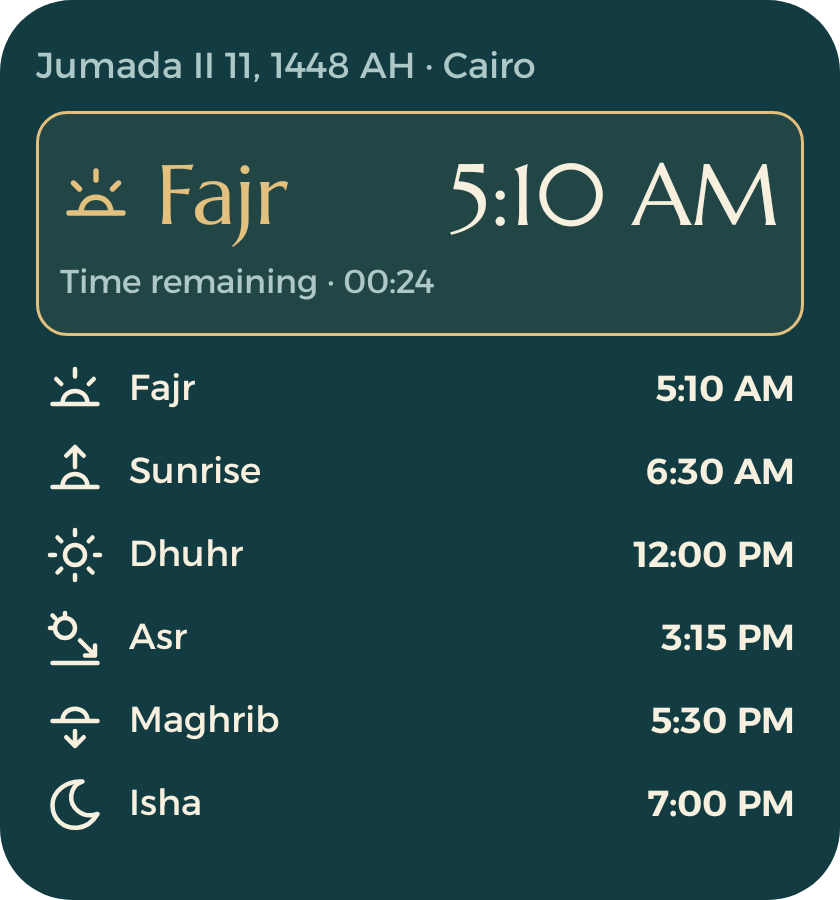 Jumada II 11, 1448 AH · Cairo
Fajr 5:10 AM
Time remaining · 00:24
Fajr 5:10 AM
Sunrise 6:30 AM
Dhuhr 12:00 PM
Asr 3:15 PM
Maghrib 5:30 PM
Isha 7:00 PM